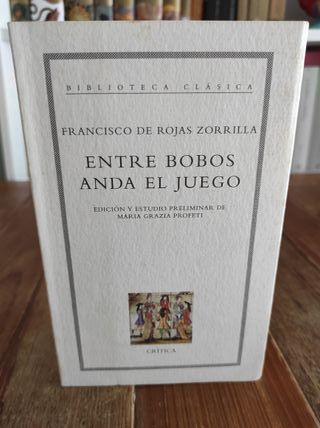 BIBLIOTECA CLÁSICA
FRANCISCO DE ROJAS ZORRILLA
ENTRE BOBOS
ANDA EL JUEGO
EDICIÓN Y ESTUDIO PRELIMINAR DE
MARIA GRAZIA PROFETI
CRÍTICA